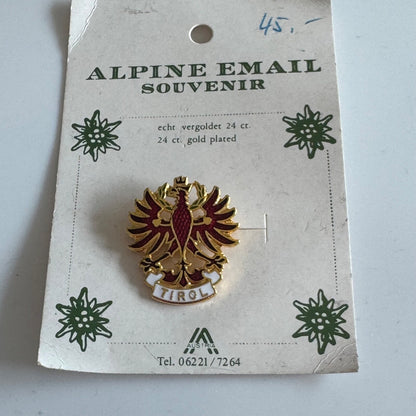 45.-
ALPINE EMAIL
SOUVENIR
echt vergoldet 24 ct.
24 ct. gold plated
TIROL
AUSTRIA
Tel. 06221/7264